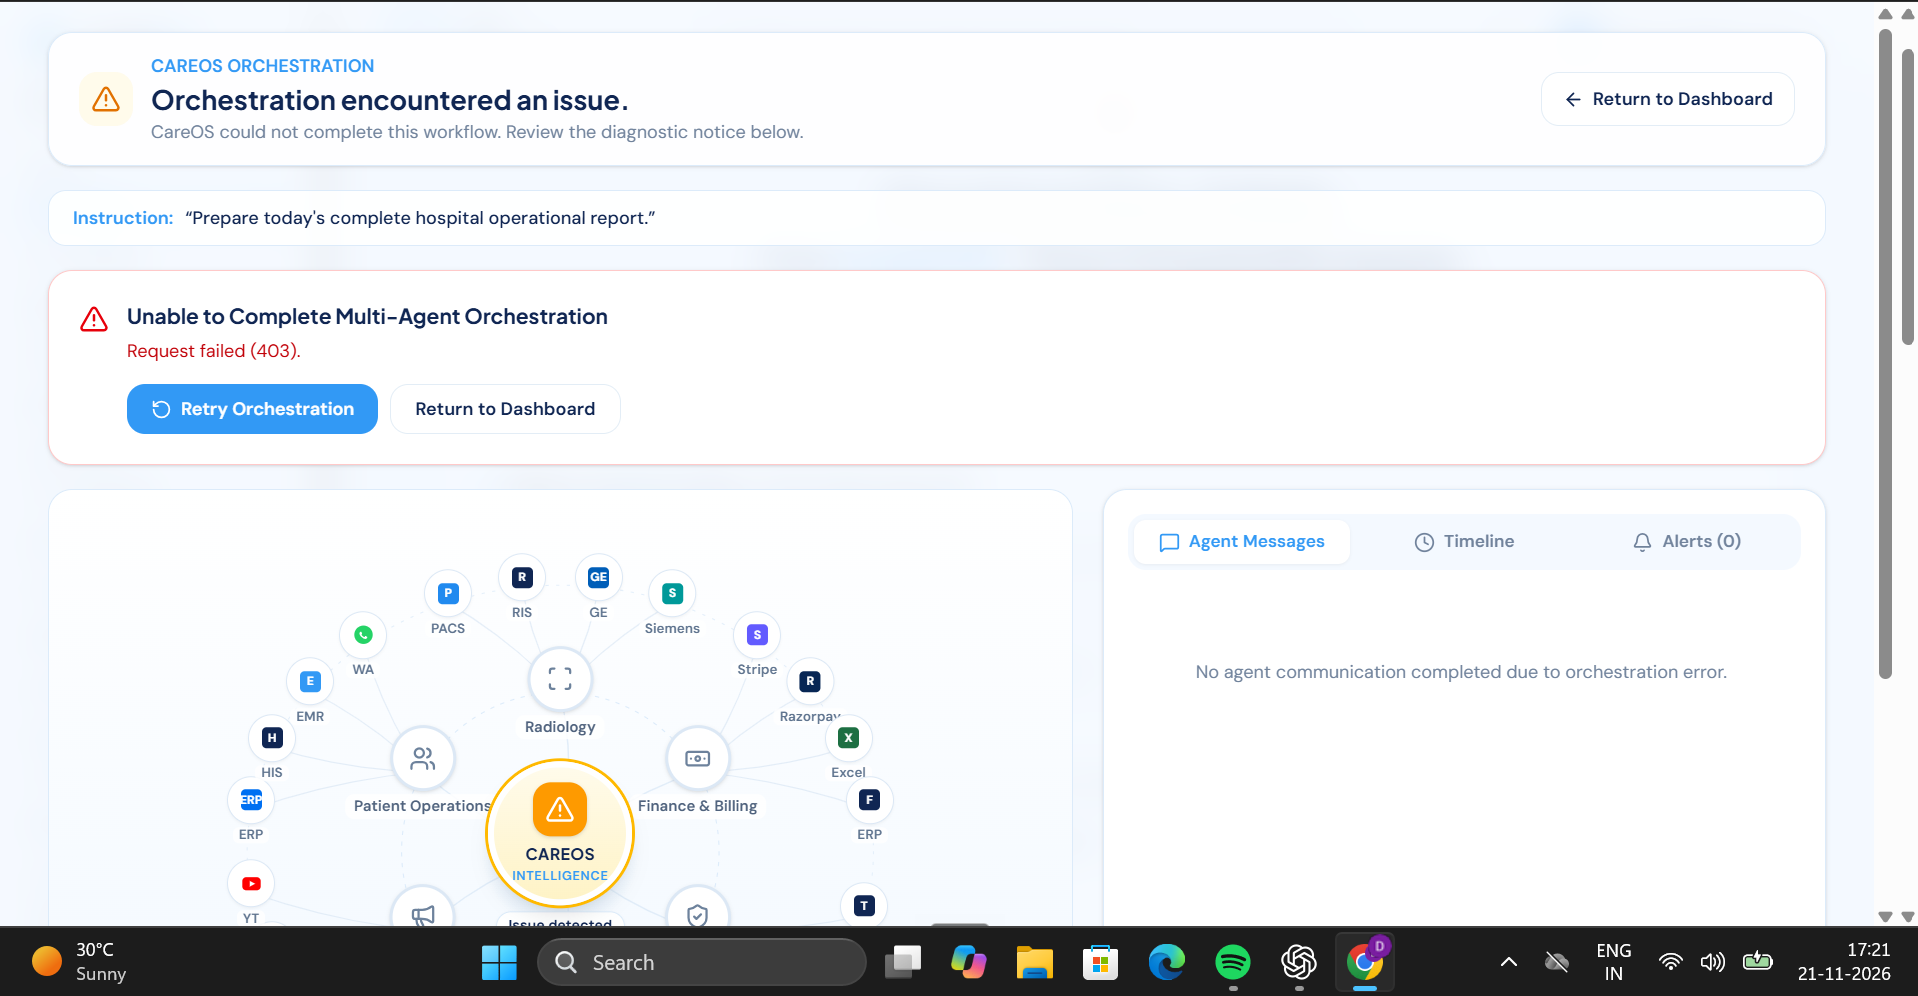 CAREOS ORCHESTRATION
Orchestration encountered an issue.
CareOS could not complete this workflow. Review the diagnostic notice below.
Return to Dashboard
Instruction: “Prepare today's complete hospital operational report.”
Unable to Complete Multi-Agent Orchestration
Request failed (403).
Retry Orchestration
Return to Dashboard
Agent Messages
Timeline
Alerts (0)
No agent communication completed due to orchestration error.
P
PACS
R
RIS
GE
GE
S
Siemens
WA
S
Stripe
E
EMR
R
Razorpay
Radiology
H
HIS
X
Excel
ERP
ERP
Patient Operations
Finance & Billing
F
ERP
CAREOS
INTELLIGENCE
YT
T
Issue detected
30°C
Sunny
Search
D
ENG
IN
17:21
21-11-2026